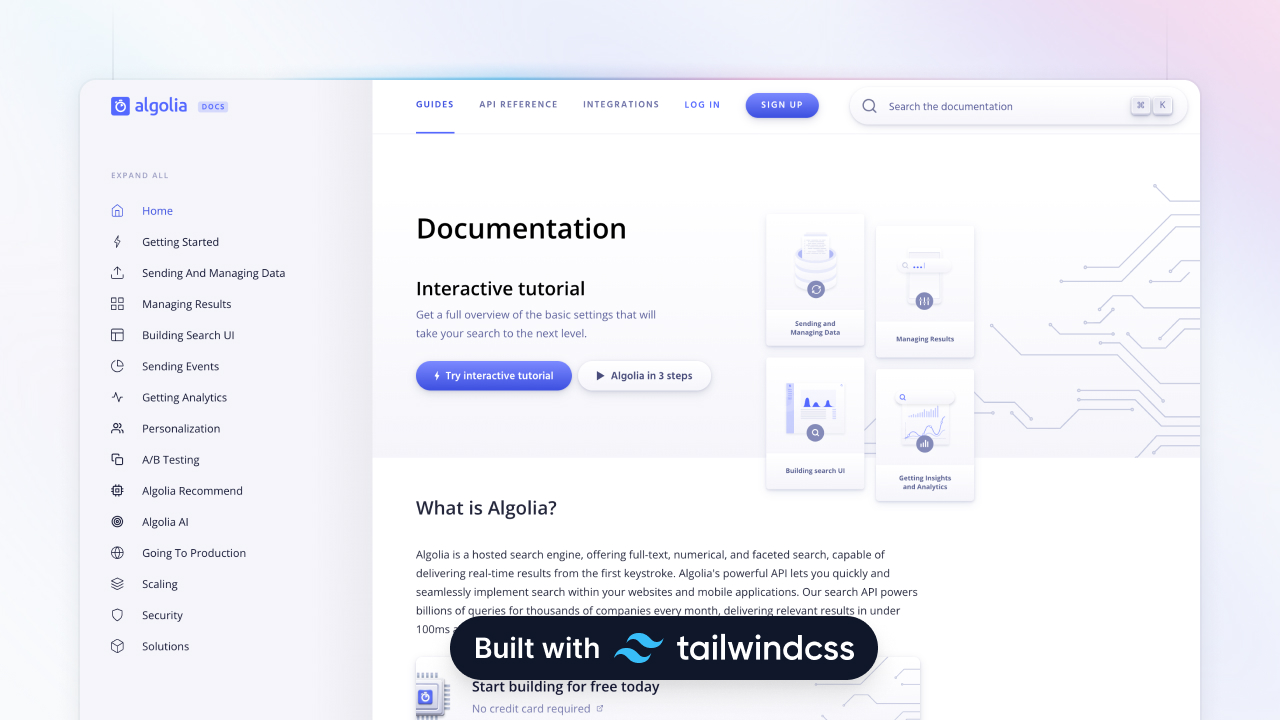 algolia DOCS
GUIDES API REFERENCE INTEGRATIONS LOG IN SIGN UP
Search the documentation ⌘ K
EXPAND ALL
Home
Getting Started
Sending And Managing Data
Managing Results
Building Search UI
Sending Events
Getting Analytics
Personalization
A/B Testing
Algolia Recommend
Algolia AI
Going To Production
Scaling
Security
Solutions
Documentation
Interactive tutorial
Get a full overview of the basic settings that will
take your search to the next level.
Try interactive tutorial
Algolia in 3 steps
Sending and
Managing Data
Managing Results
Building search UI
Getting Insights
and Analytics
What is Algolia?
Algolia is a hosted search engine, offering full-text, numerical, and faceted search, capable of
delivering real-time results from the first keystroke. Algolia's powerful API lets you quickly and
seamlessly implement search within your websites and mobile applications. Our search API powers
billions of queries for thousands of companies every month, delivering relevant results in under
100ms
Built with tailwindcss
Start building for free today
No credit card required